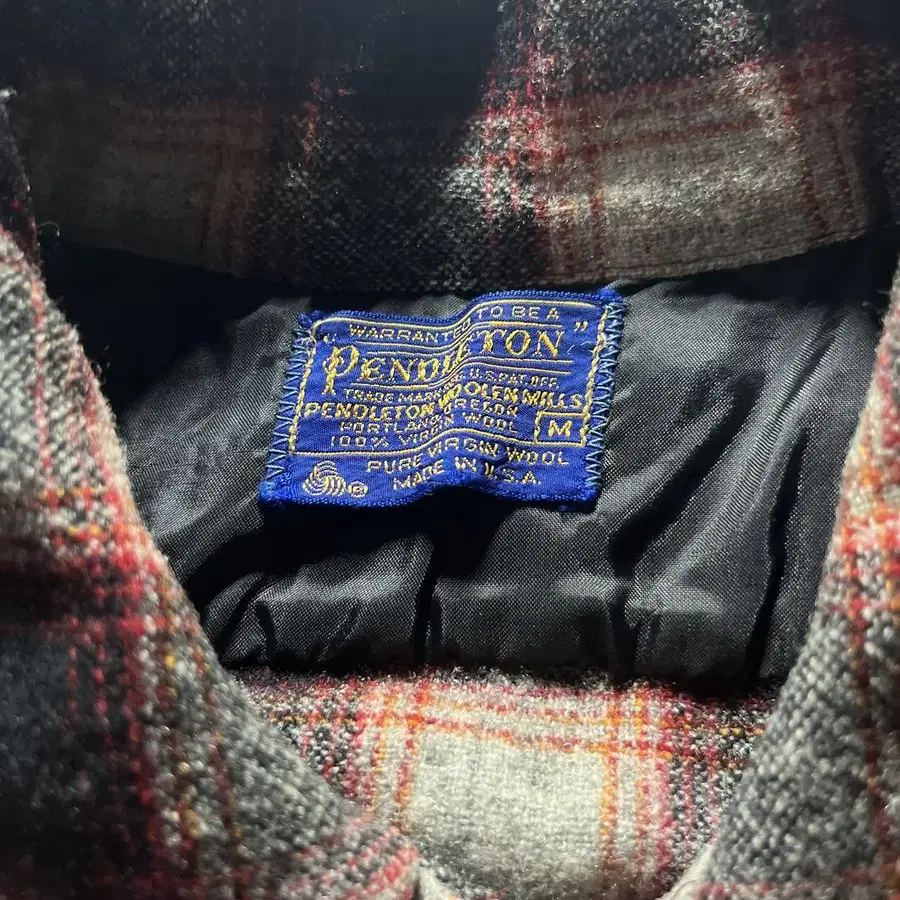 WARRANTED TO BE A
"PENDLETON"
TRADE MARK REG. U.S. PAT. OFF.
PENDLETON WOOLEN MILLS
PORTLAND, OREGON
100% VIRGIN WOOL
M
PURE VIRGIN WOOL
MADE IN U.S.A.